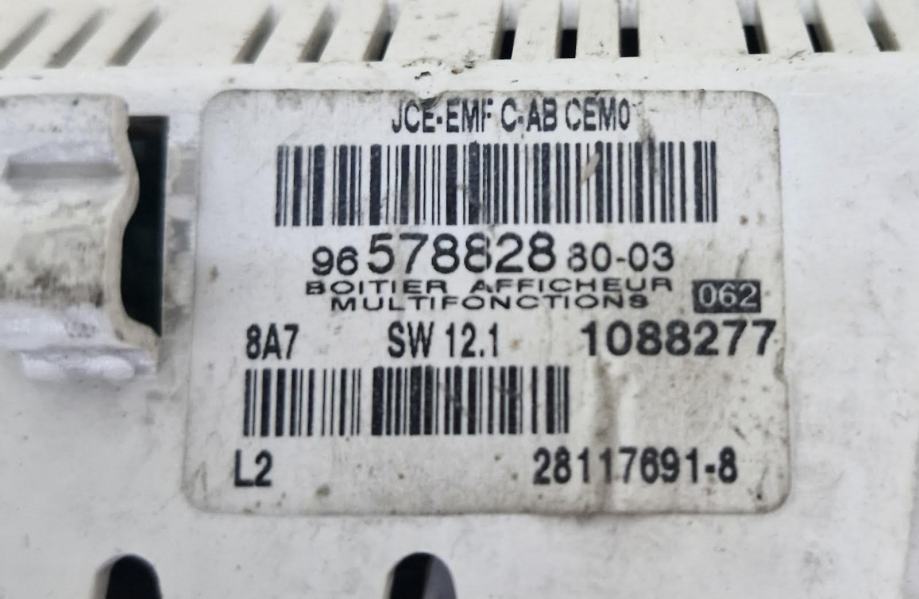 JCE-EMF C-AB CEM0
96 578828 80-03
BOITIER AFFICHEUR
MULTIFONCTIONS 062
8A7 SW 12.1 1088277
L2 28117691-8